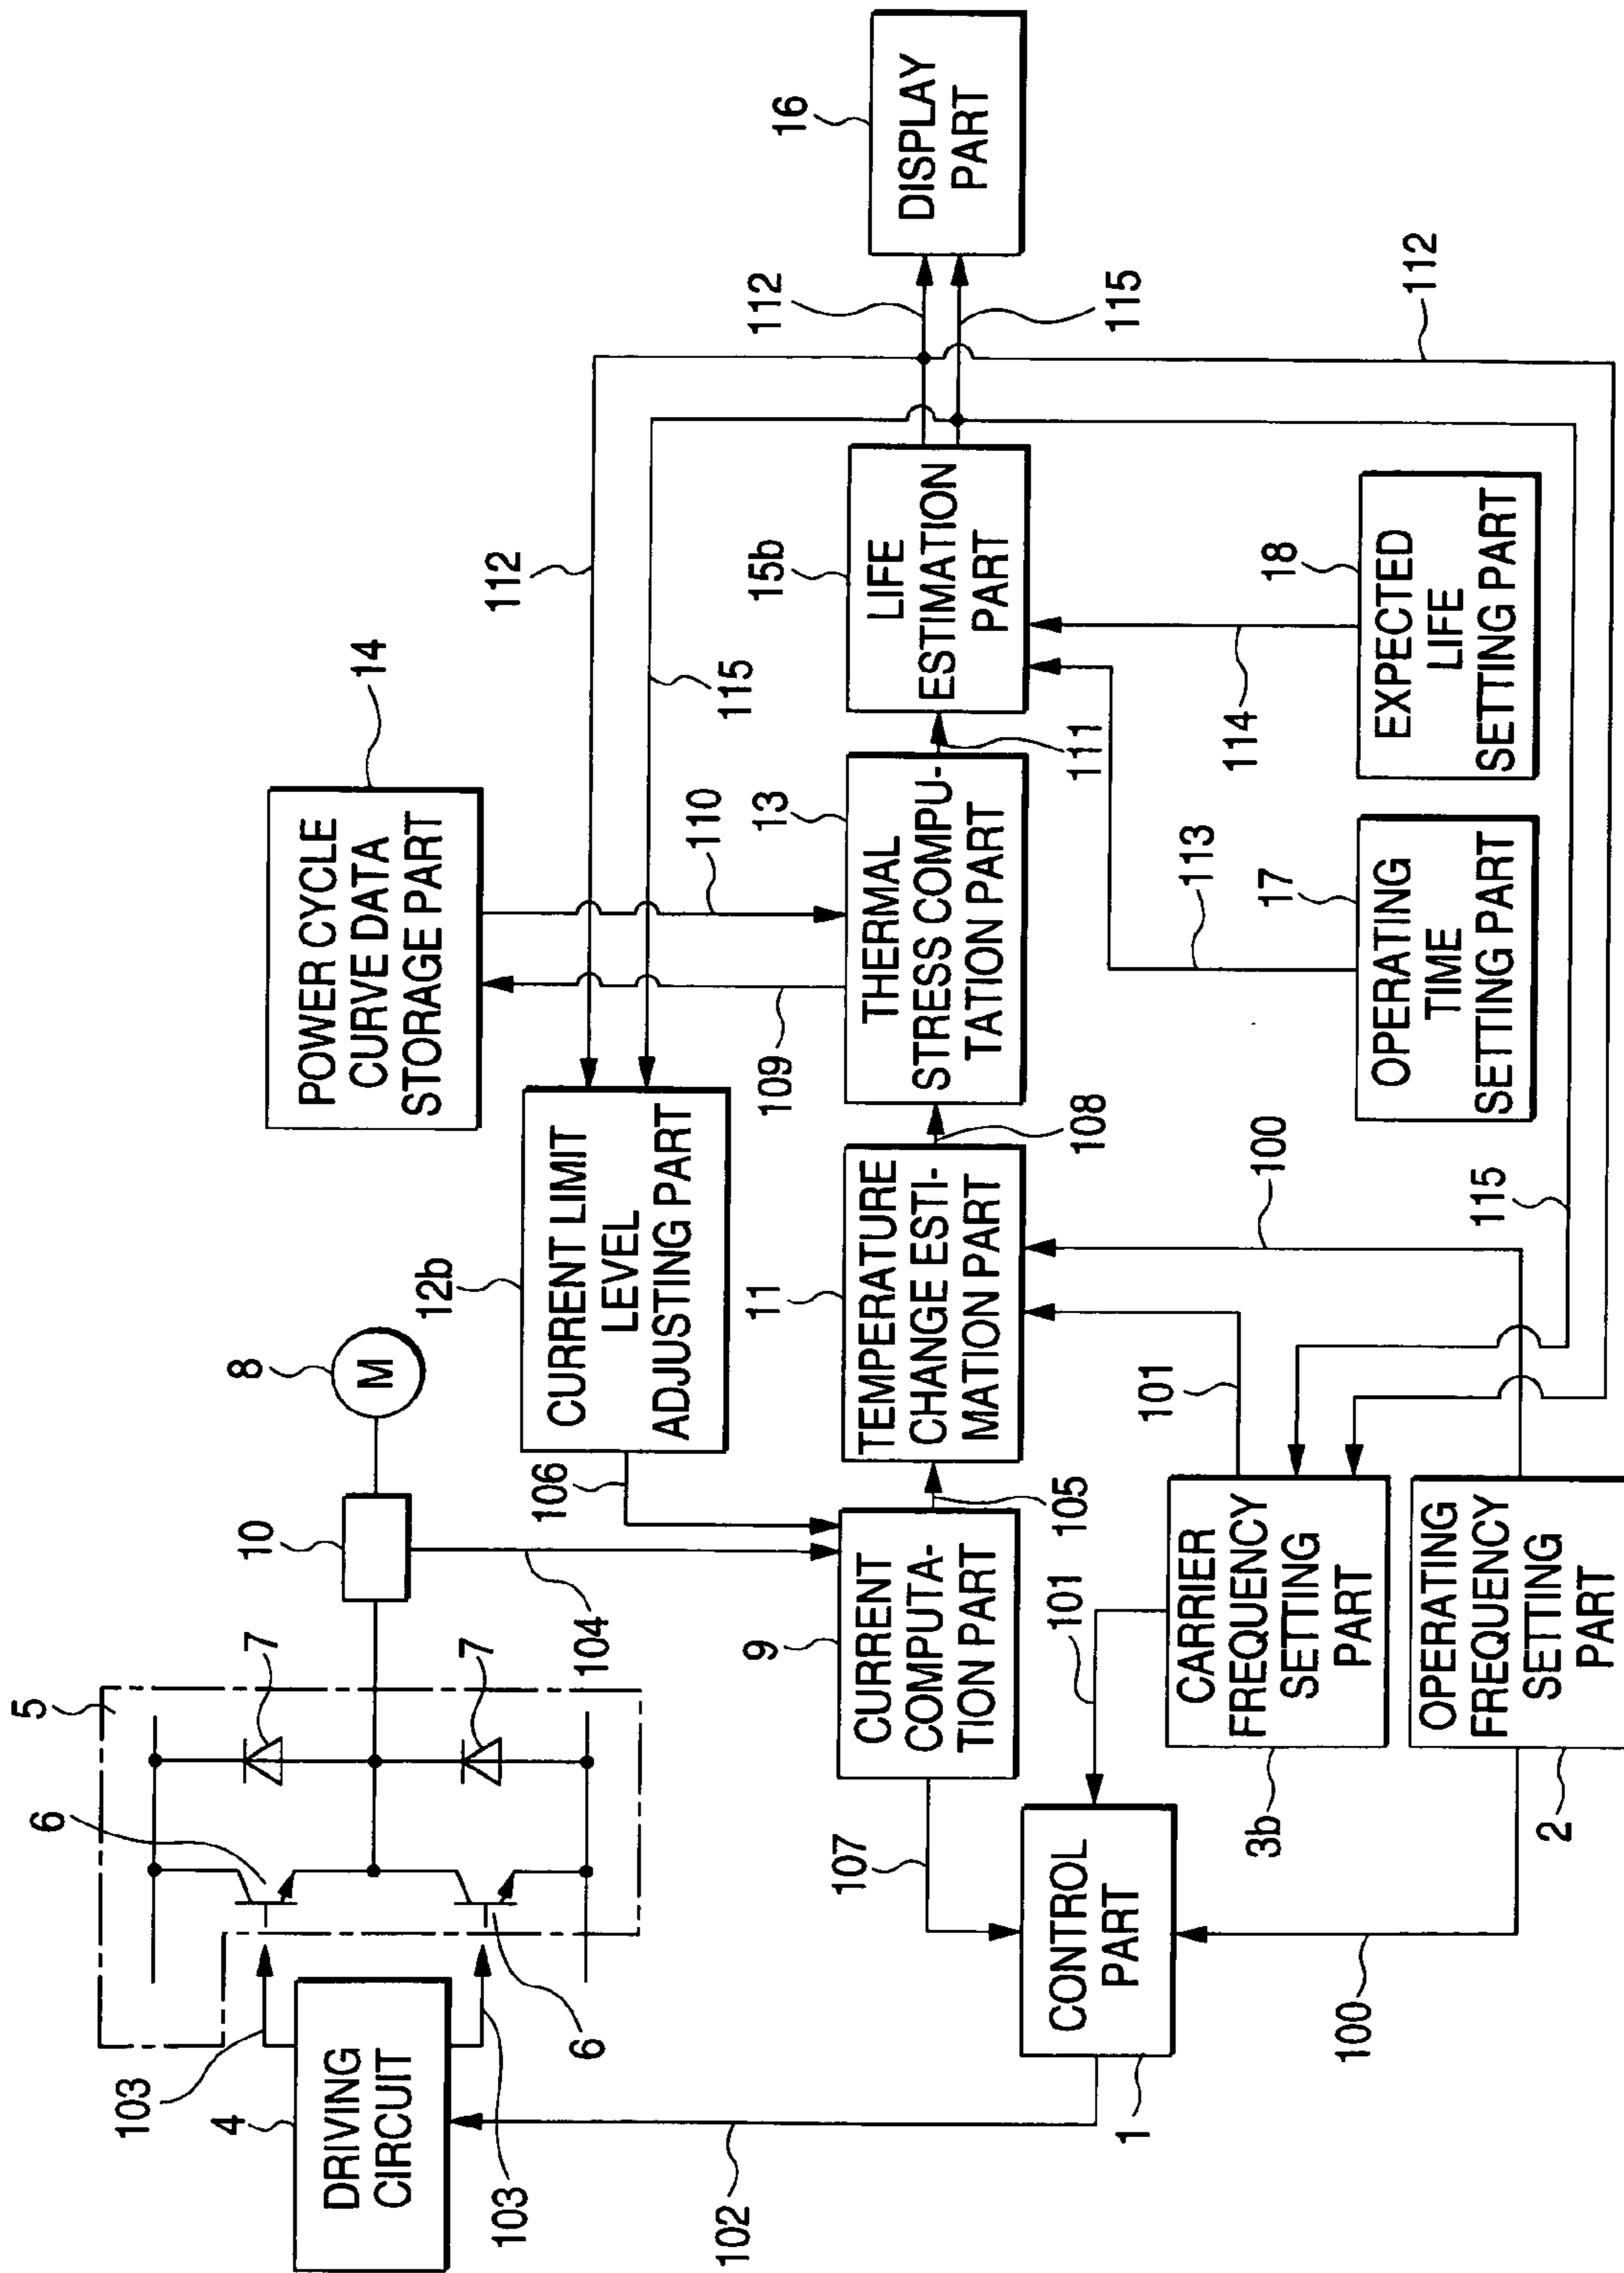 5
6
7
7
6
103
103
4
DRIVING
CIRCUIT
102
10
8
M
104
106
12b
CURRENT LIMIT
LEVEL
ADJUSTING PART
14
POWER CYCLE
CURVE DATA
STORAGE PART
112
115
109
110
9
CURRENT
COMPUTA-
TION PART
105
107
11
TEMPERATURE
CHANGE ESTI-
MATION PART
108
13
THERMAL
STRESS COMPU-
TATION PART
111
15b
LIFE
ESTIMATION
PART
112
115
16
DISPLAY
PART
112
1
CONTROL
PART
101
101
100
100
3b
CARRIER
FREQUENCY
SETTING
PART
2
OPERATING
FREQUENCY
SETTING
PART
113
17
OPERATING
TIME
SETTING PART
114
18
EXPECTED
LIFE
SETTING PART
115